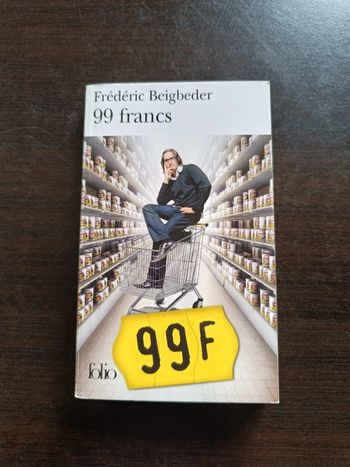 Frédéric Beigbeder
99 francs
99F
folio